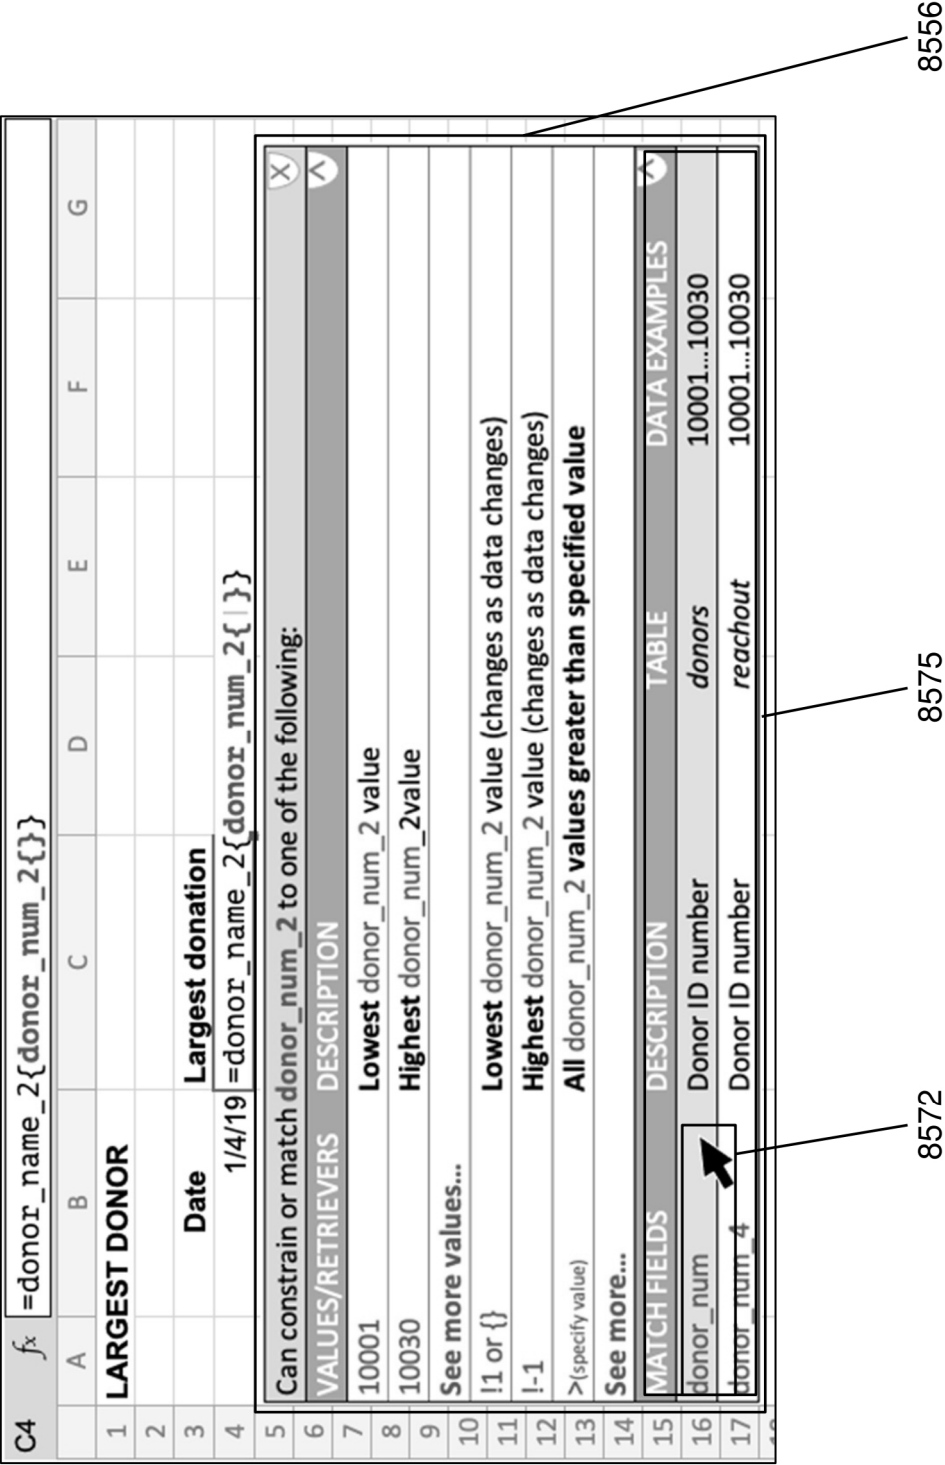 C4 fx =donor_name_2{donor_num_2{}}
A B C D E F G
1 LARGEST DONOR
2
3 Date Largest donation
4 1/4/19 =donor_name_2{donor_num_2{|}}
5 Can constrain or match donor_num_2 to one of the following: X
6 VALUES/RETRIEVERS DESCRIPTION ^
7 10001 Lowest donor_num_2 value
8 10030 Highest donor_num_2value
9 See more values...
10 !1 or {} Lowest donor_num_2 value (changes as data changes)
11
12 !-1 Highest donor_num_2 value (changes as data changes)
13 >(specify value) All donor_num_2 values greater than specified value
14 See more...
15 MATCH FIELDS DESCRIPTION TABLE DATA EXAMPLES ^
16 donor_num Donor ID number donors 10001...10030
17 donor_num_4 Donor ID number reachout 10001...10030
8572
8575
8556